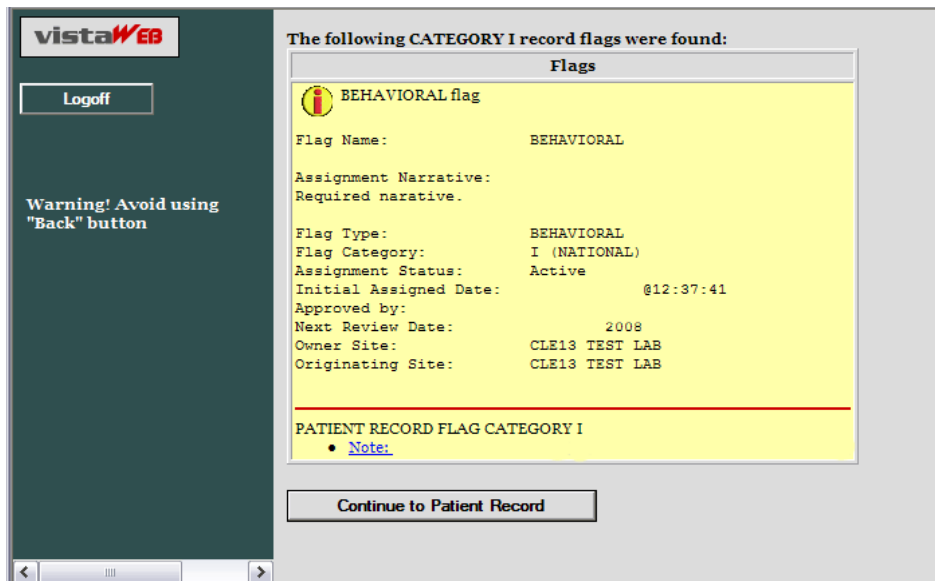 vistaWEB
Logoff
Warning! Avoid using
"Back" button
The following CATEGORY I record flags were found:
Flags
BEHAVIORAL flag
Flag Name: BEHAVIORAL
Assignment Narrative:
Required narative.
Flag Type: BEHAVIORAL
Flag Category: I (NATIONAL)
Assignment Status: Active
Initial Assigned Date: @12:37:41
Approved by:
Next Review Date: 2008
Owner Site: CLE13 TEST LAB
Originating Site: CLE13 TEST LAB
PATIENT RECORD FLAG CATEGORY I
• Note:
Continue to Patient Record